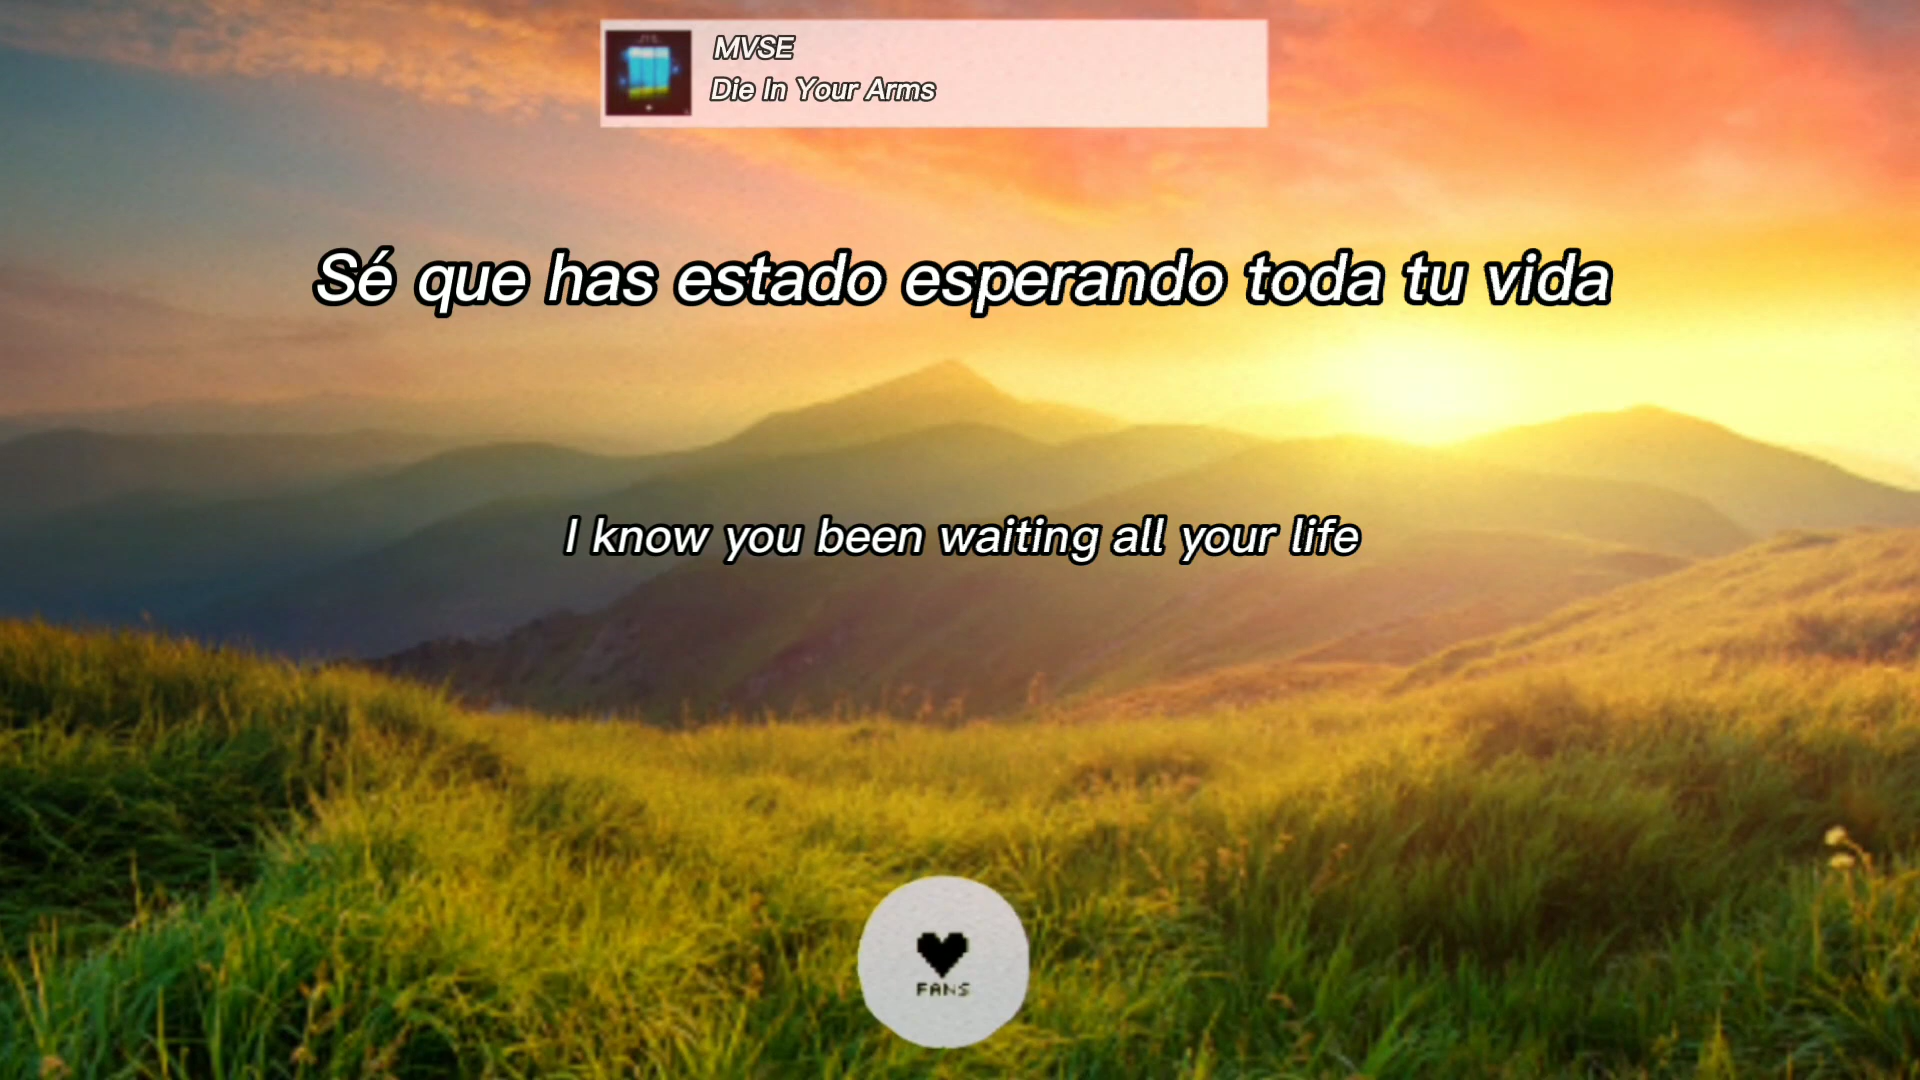 MVSE
Die In Your Arms
Sé que has estado esperando toda tu vida
I know you been waiting all your life
FANS